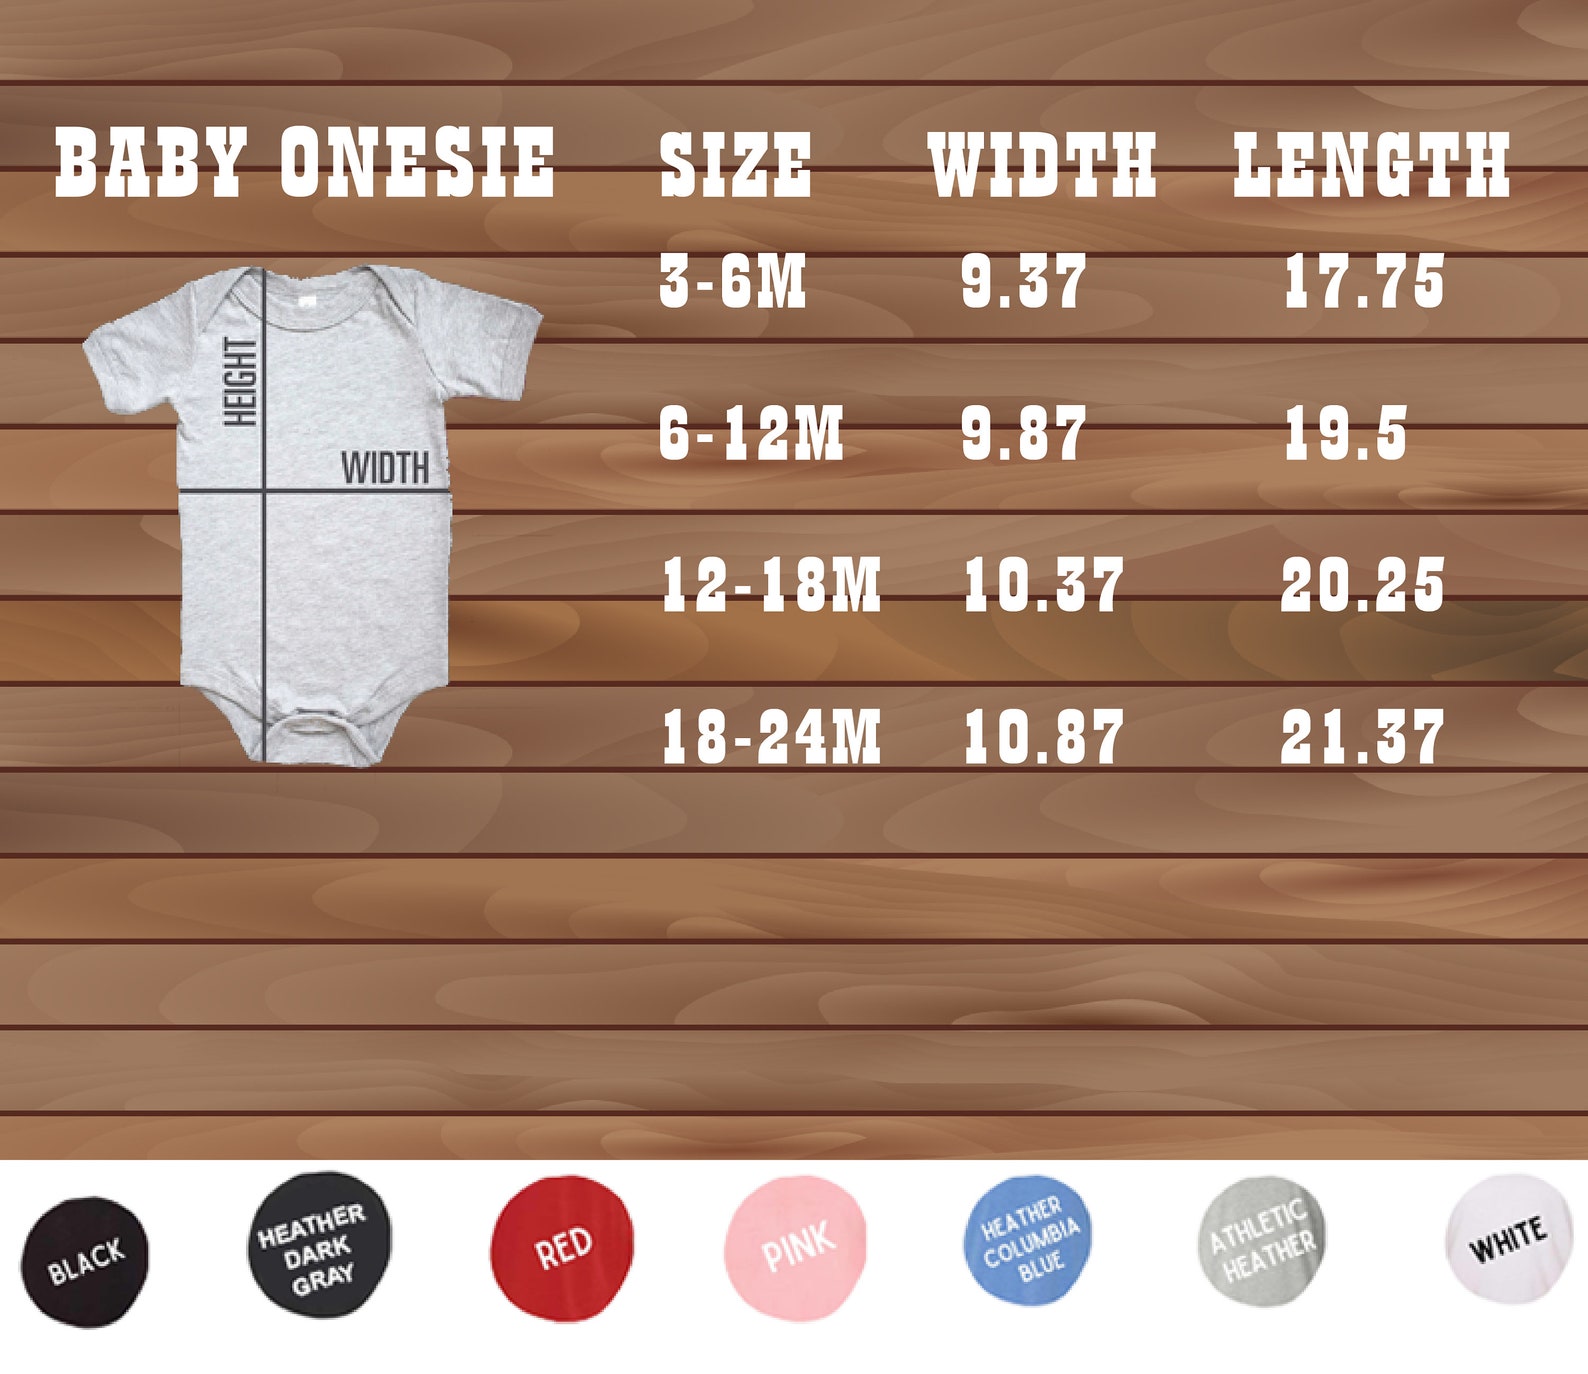 BABY ONESIE SIZE WIDTH LENGTH
3-6M 9.37 17.75
6-12M 9.87 19.5
12-18M 10.37 20.25
18-24M 10.87 21.37
HEIGHT
WIDTH
BLACK
HEATHER
DARK
GRAY
RED
PINK
HEATHER
COLUMBIA
BLUE
ATHLETIC
HEATHER
WHITE